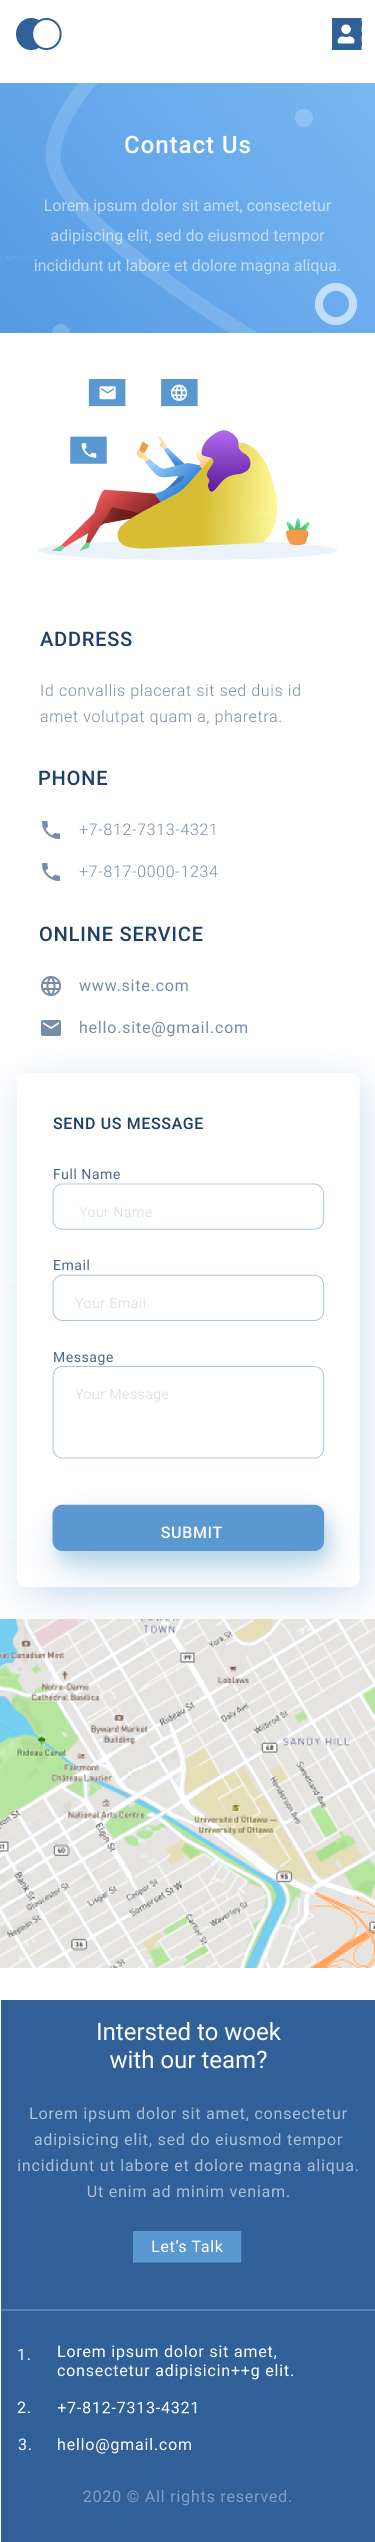 Contact Us
Lorem ipsum dolor sit amet, consectetur
adipiscing elit, sed do eiusmod tempor
incididunt ut labore et dolore magna aliqua.
ADDRESS
Id convallis placerat sit sed duis id
amet volutpat quam a, pharetra.
PHONE
+7-812-7313-4321
+7-817-0000-1234
ONLINE SERVICE
www.site.com
hello.site@gmail.com
SEND US MESSAGE
Full Name
Your Name
Email
Your Email
Message
Your Message
SUBMIT
LOWER
TOWN
York St
99
al Canadian Mint
Loblaws
Notre-Dame
Cathedral Basilica
Daly Ave
Rideau St
Wilbrod St
Byward Market
Building
SANDY HILL
68
Rideau Canal
Fairmont
Château Laurier
Sweetland Ave
Henderson Ave
National Arts Centre
Université d'Ottawa —
University of Ottawa
Elgin St
60
95
Bank St
Gloucester St
Lisgar St
Cooper St
Somerset St W
Waverley St
Cartier St
Nepean St
36
Intersted to woek
with our team?
Lorem ipsum dolor sit amet, consectetur
adipisicing elit, sed do eiusmod tempor
incididunt ut labore et dolore magna aliqua.
Ut enim ad minim veniam.
Let's Talk
1. Lorem ipsum dolor sit amet,
consectetur adipisicin++g elit.
2. +7-812-7313-4321
3. hello@gmail.com
2020 © All rights reserved.